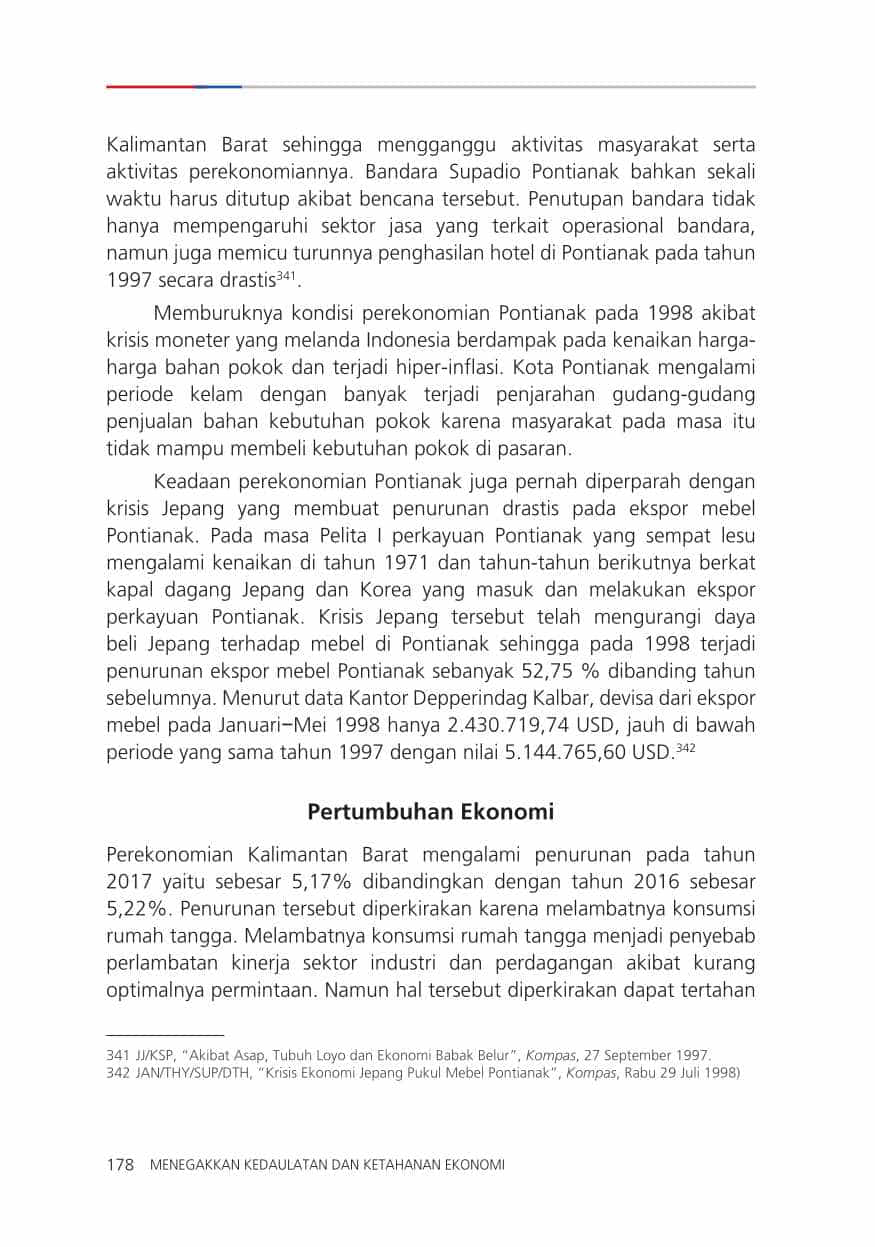 Kalimantan Barat sehingga mengganggu aktivitas masyarakat serta
aktivitas perekonomiannya. Bandara Supadio Pontianak bahkan sekali
waktu harus ditutup akibat bencana tersebut. Penutupan bandara tidak
hanya mempengaruhi sektor jasa yang terkait operasional bandara,
namun juga memicu turunnya penghasilan hotel di Pontianak pada tahun
1997 secara drastis³⁴¹.
Memburuknya kondisi perekonomian Pontianak pada 1998 akibat
krisis moneter yang melanda Indonesia berdampak pada kenaikan harga-
harga bahan pokok dan terjadi hiper-inflasi. Kota Pontianak mengalami
periode kelam dengan banyak terjadi penjarahan gudang-gudang
penjualan bahan kebutuhan pokok karena masyarakat pada masa itu
tidak mampu membeli kebutuhan pokok di pasaran.
Keadaan perekonomian Pontianak juga pernah diperparah dengan
krisis Jepang yang membuat penurunan drastis pada ekspor mebel
Pontianak. Pada masa Pelita I perkayuan Pontianak yang sempat lesu
mengalami kenaikan di tahun 1971 dan tahun-tahun berikutnya berkat
kapal dagang Jepang dan Korea yang masuk dan melakukan ekspor
perkayuan Pontianak. Krisis Jepang tersebut telah mengurangi daya
beli Jepang terhadap mebel di Pontianak sehingga pada 1998 terjadi
penurunan ekspor mebel Pontianak sebanyak 52,75 % dibanding tahun
sebelumnya. Menurut data Kantor Depperindag Kalbar, devisa dari ekspor
mebel pada Januari–Mei 1998 hanya 2.430.719,74 USD, jauh di bawah
periode yang sama tahun 1997 dengan nilai 5.144.765,60 USD.³⁴²
Pertumbuhan Ekonomi
Perekonomian Kalimantan Barat mengalami penurunan pada tahun
2017 yaitu sebesar 5,17% dibandingkan dengan tahun 2016 sebesar
5,22%. Penurunan tersebut diperkirakan karena melambatnya konsumsi
rumah tangga. Melambatnya konsumsi rumah tangga menjadi penyebab
perlambatan kinerja sektor industri dan perdagangan akibat kurang
optimalnya permintaan. Namun hal tersebut diperkirakan dapat tertahan
341 JJ/KSP, “Akibat Asap, Tubuh Loyo dan Ekonomi Babak Belur”, Kompas, 27 September 1997.
342 JAN/THY/SUP/DTH, “Krisis Ekonomi Jepang Pukul Mebel Pontianak”, Kompas, Rabu 29 Juli 1998)
178 MENEGAKKAN KEDAULATAN DAN KETAHANAN EKONOMI